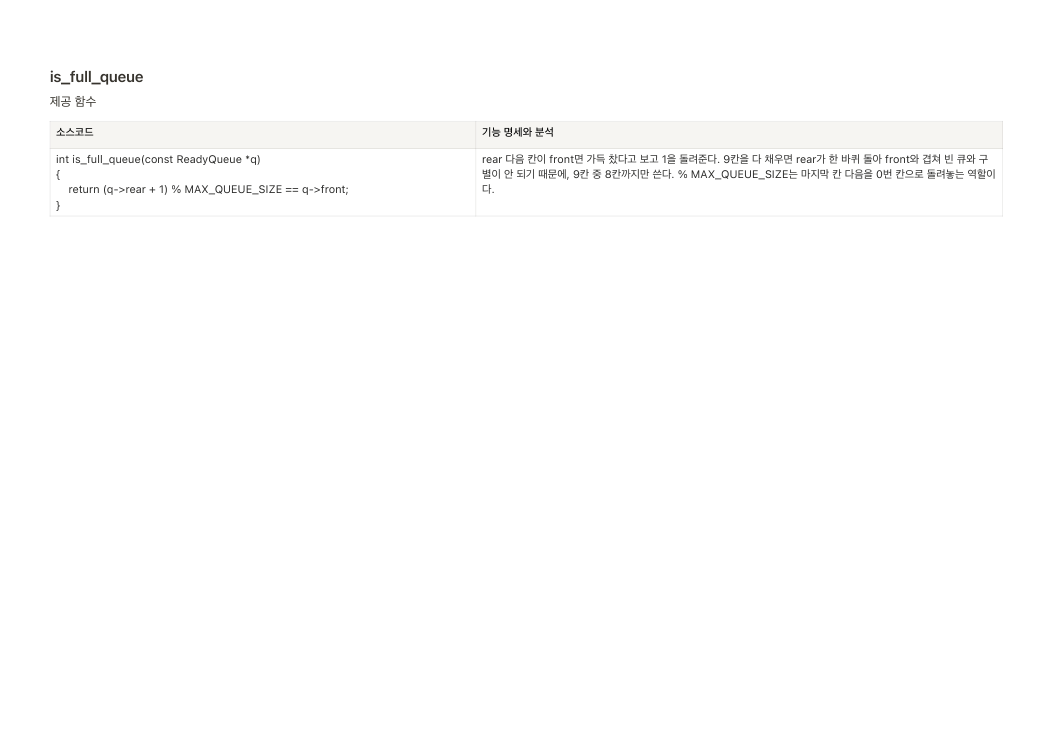 is_full_queue
제공 함수
소스코드
기능 명세와 분석
int is_full_queue(const ReadyQueue *q)
{
    return (q->rear + 1) % MAX_QUEUE_SIZE == q->front;
}
rear 다음 칸이 front면 가득 찼다고 보고 1을 돌려준다. 9칸을 다 채우면 rear가 한 바퀴 돌아 front와 겹쳐 빈 큐와 구
별이 안 되기 때문에, 9칸 중 8칸까지만 쓴다. % MAX_QUEUE_SIZE는 마지막 칸 다음을 0번 칸으로 돌려놓는 역할이
다.